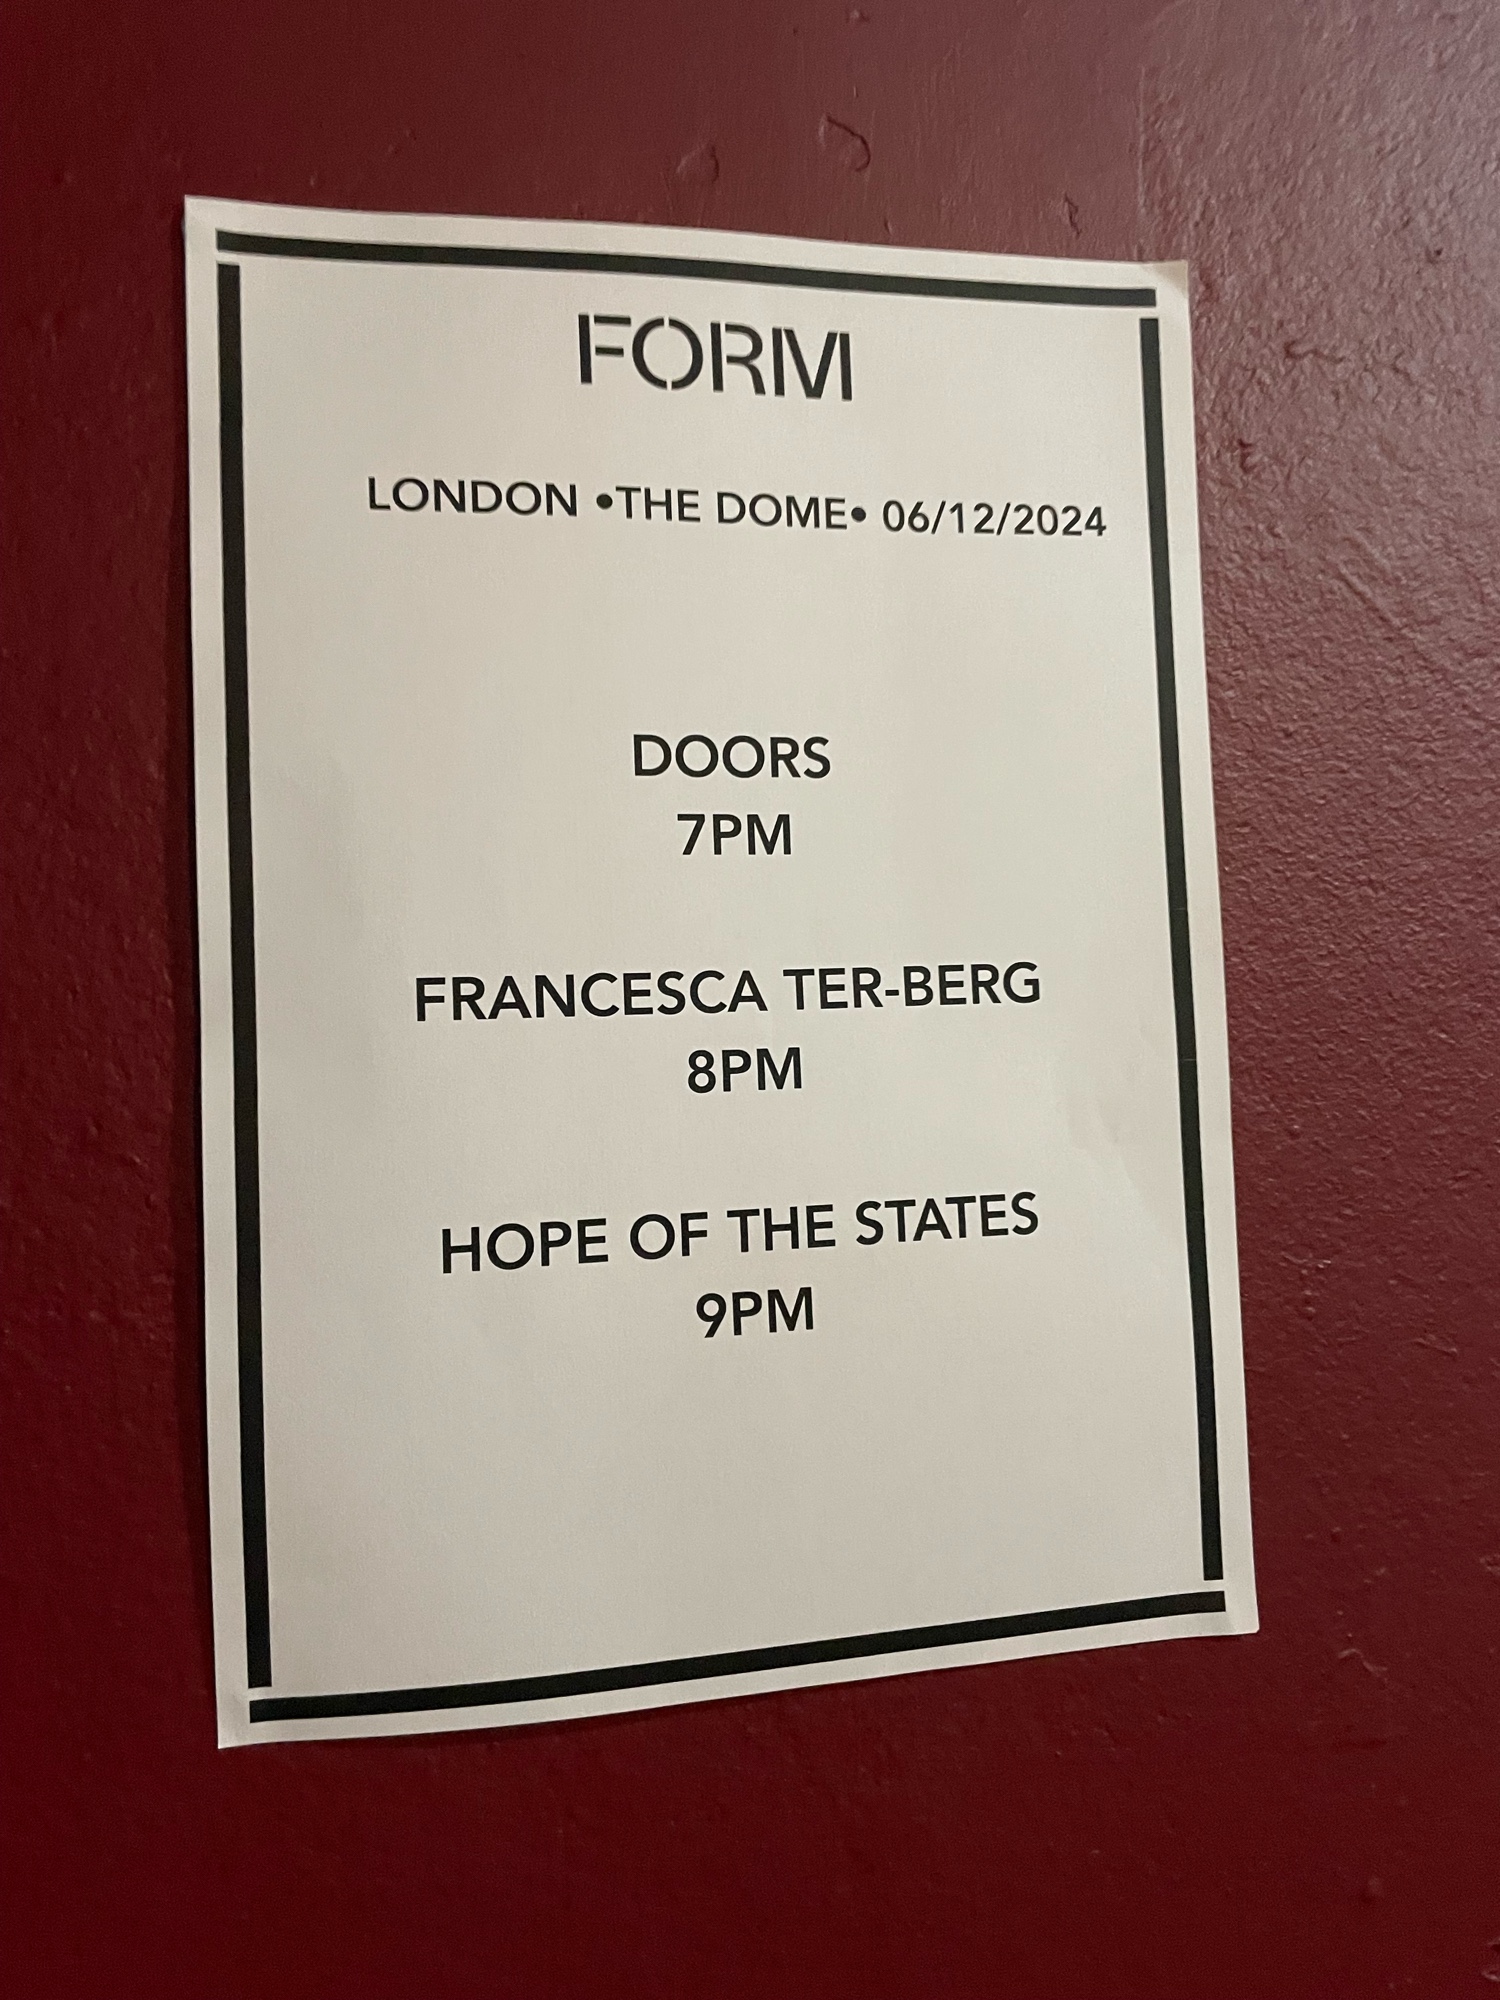 FORM
LONDON •THE DOME• 06/12/2024
DOORS
7PM
FRANCESCA TER-BERG
8PM
HOPE OF THE STATES
9PM